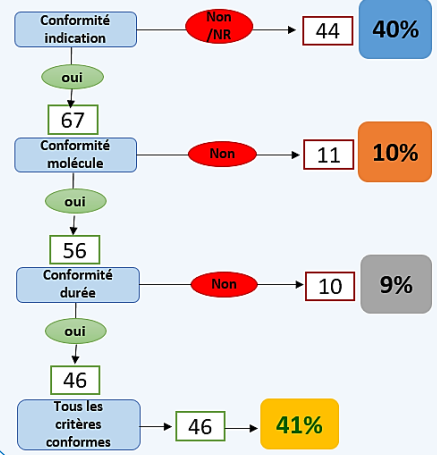 Conformité
indication
Non
/NR
44
40%
oui
67
Conformité
molécule
Non
11
10%
oui
56
Conformité
durée
Non
10
9%
oui
46
Tous les
critères
conformes
46
41%